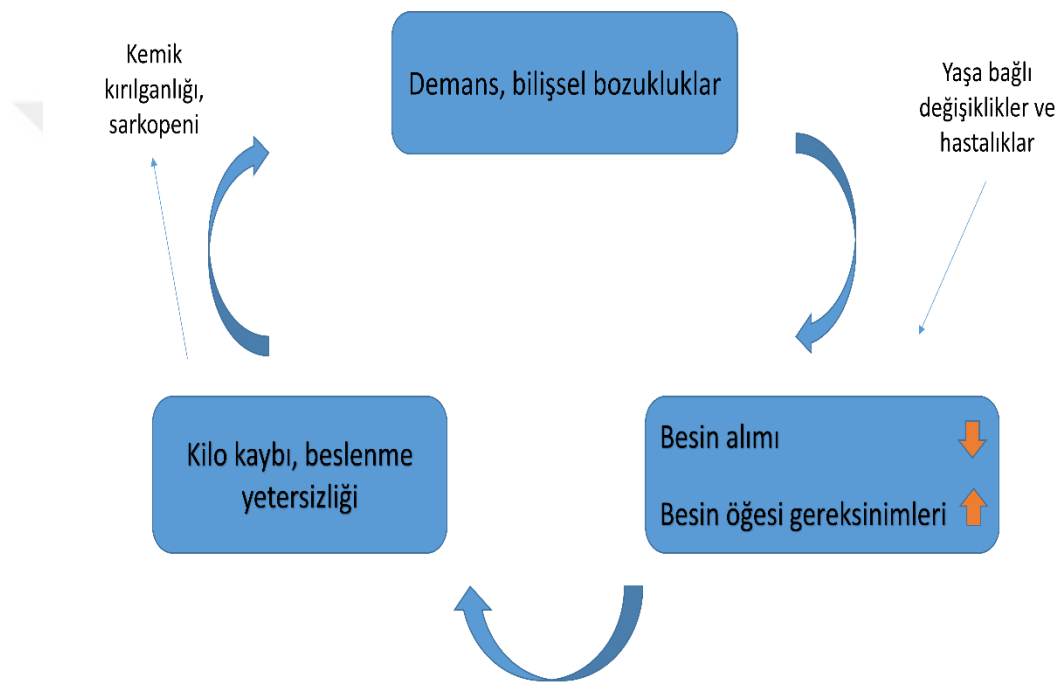 Demans, bilişsel bozukluklar
Kemik
kırılganlığı,
sarkopeni
Yaşa bağlı
değişiklikler ve
hastalıklar
Kilo kaybı, beslenme
yetersizliği
Besin alımı
Besin öğesi gereksinimleri